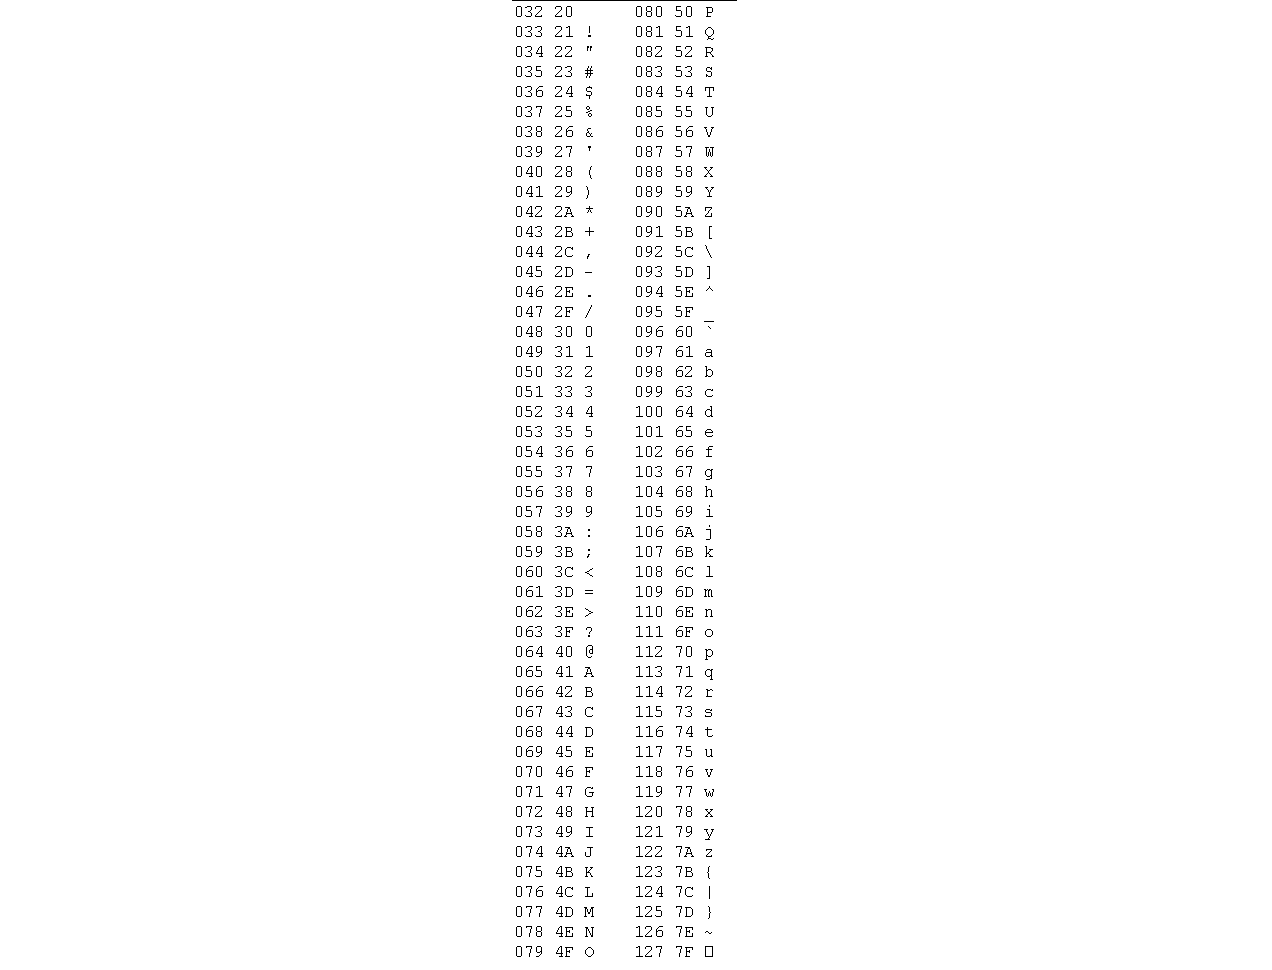 032 20       080 50 P
033 21 !     081 51 Q
034 22 "     082 52 R
035 23 #     083 53 S
036 24 $     084 54 T
037 25 %     085 55 U
038 26 &     086 56 V
039 27 '     087 57 W
040 28 (     088 58 X
041 29 )     089 59 Y
042 2A *     090 5A Z
043 2B +     091 5B [
044 2C ,     092 5C \
045 2D -     093 5D ]
046 2E .     094 5E ^
047 2F /     095 5F _
048 30 0     096 60 `
049 31 1     097 61 a
050 32 2     098 62 b
051 33 3     099 63 c
052 34 4     100 64 d
053 35 5     101 65 e
054 36 6     102 66 f
055 37 7     103 67 g
056 38 8     104 68 h
057 39 9     105 69 i
058 3A :     106 6A j
059 3B ;     107 6B k
060 3C <     108 6C l
061 3D =     109 6D m
062 3E >     110 6E n
063 3F ?     111 6F o
064 40 @     112 70 p
065 41 A     113 71 q
066 42 B     114 72 r
067 43 C     115 73 s
068 44 D     116 74 t
069 45 E     117 75 u
070 46 F     118 76 v
071 47 G     119 77 w
072 48 H     120 78 x
073 49 I     121 79 y
074 4A J     122 7A z
075 4B K     123 7B {
076 4C L     124 7C |
077 4D M     125 7D }
078 4E N     126 7E ~
079 4F O     127 7F □